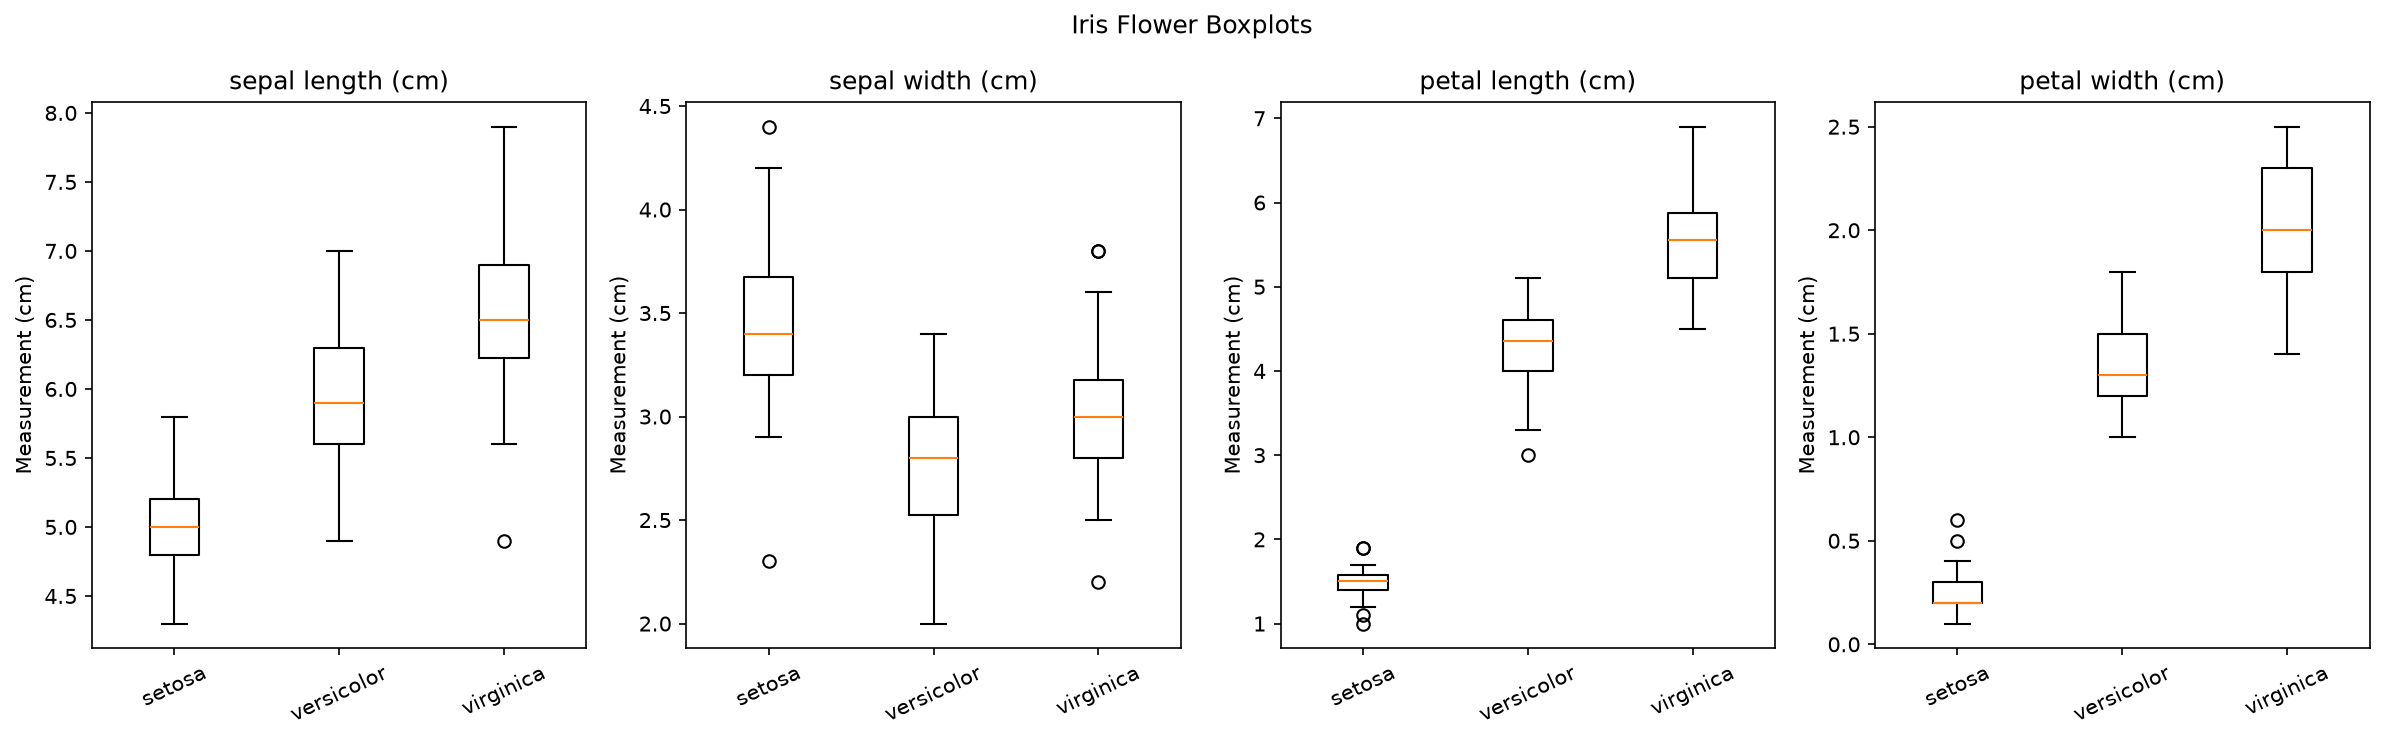 Iris Flower Boxplots
sepal length (cm)
Measurement (cm)
8.0
7.5
7.0
6.5
6.0
5.5
5.0
4.5
setosa
versicolor
virginica
sepal width (cm)
Measurement (cm)
4.5
4.0
3.5
3.0
2.5
2.0
setosa
versicolor
virginica
petal length (cm)
Measurement (cm)
7
6
5
4
3
2
1
setosa
versicolor
virginica
petal width (cm)
Measurement (cm)
2.5
2.0
1.5
1.0
0.5
0.0
setosa
versicolor
virginica